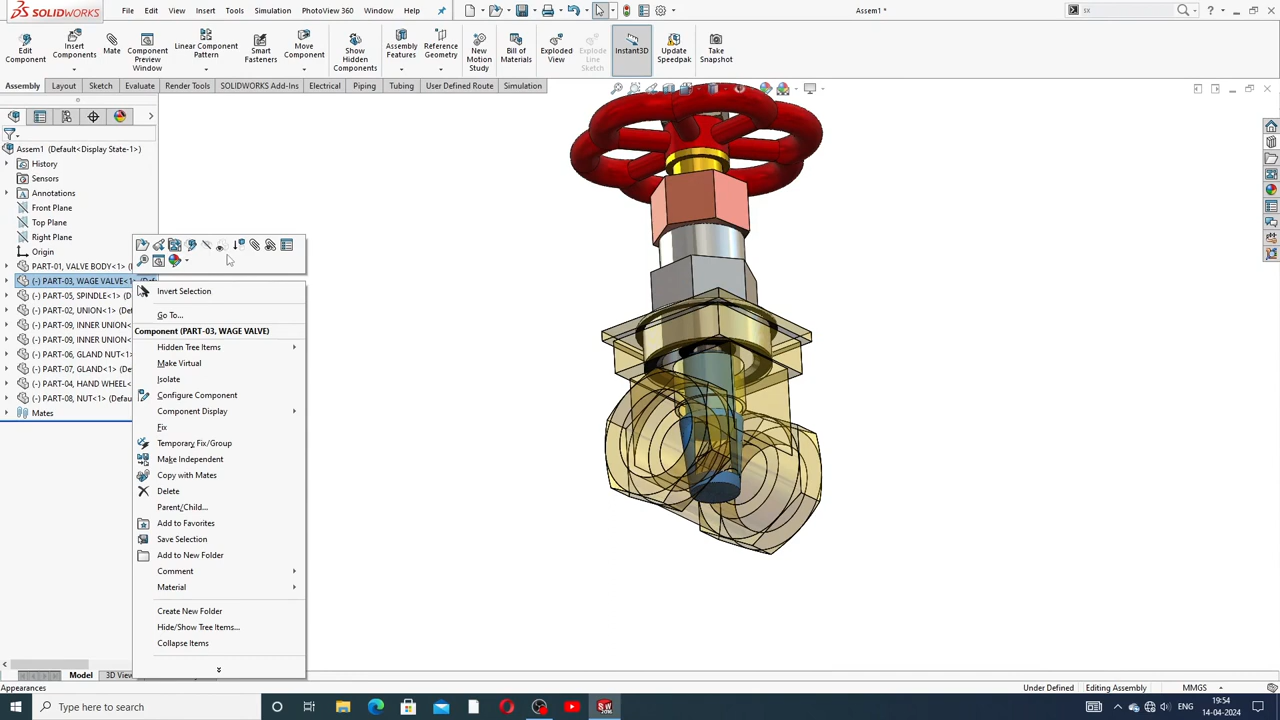 SOLIDWORKS
File Edit View Insert Tools Simulation PhotoView 360 Window Help
Assem1 *
sx
Edit Component
Insert Components
Mate
Component Preview Window
Linear Component Pattern
Smart Fasteners
Move Component
Show Hidden Components
Assembly Features
Reference Geometry
New Motion Study
Bill of Materials
Exploded View
Explode Line Sketch
Instant3D
Update Speedpak
Take Snapshot
Assembly Layout Sketch Evaluate Render Tools SOLIDWORKS Add-Ins Electrical Piping Tubing User Defined Route Simulation
Assem1 (Default<Display State-1>)
History
Sensors
Annotations
Front Plane
Top Plane
Right Plane
Origin
PART-01, VALVE BODY<1> (
(-) PART-03, WAGE VALVE<1> (Def
(-) PART-05, SPINDLE<1> (D
(-) PART-02, UNION<1> (De
(-) PART-09, INNER UNION<
(-) PART-09, INNER UNION<
(-) PART-06, GLAND NUT<1
(-) PART-07, GLAND<1> (De
(-) PART-04, HAND WHEEL<
(-) PART-08, NUT<1> (Defau
Mates
Invert Selection
Go To...
Component (PART-03, WAGE VALVE)
Hidden Tree Items
Make Virtual
Isolate
Configure Component
Component Display
Fix
Temporary Fix/Group
Make Independent
Copy with Mates
Delete
Parent/Child...
Add to Favorites
Save Selection
Add to New Folder
Comment
Material
Create New Folder
Hide/Show Tree Items...
Collapse Items
Model 3D View
Appearances
Under Defined Editing Assembly MMGS
Type here to search
ENG
19:54
14-04-2024